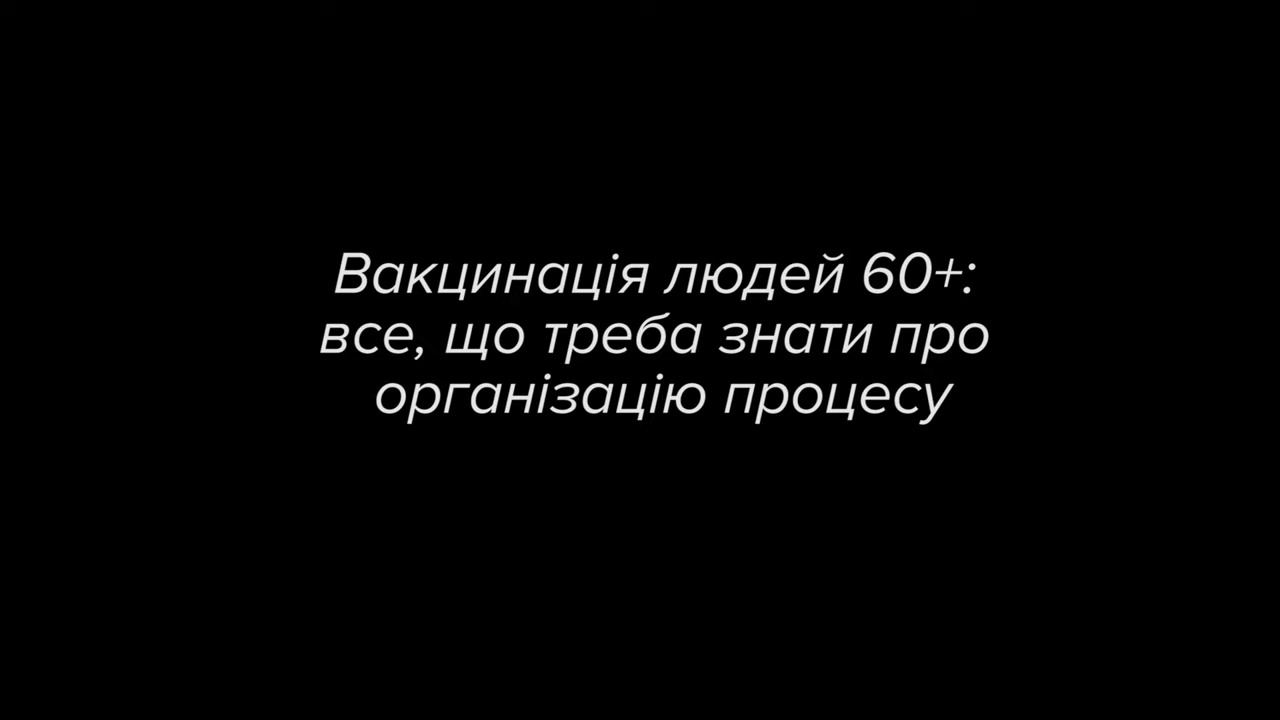 Вакцинація людей 60+:
все, що треба знати про
організацію процесу